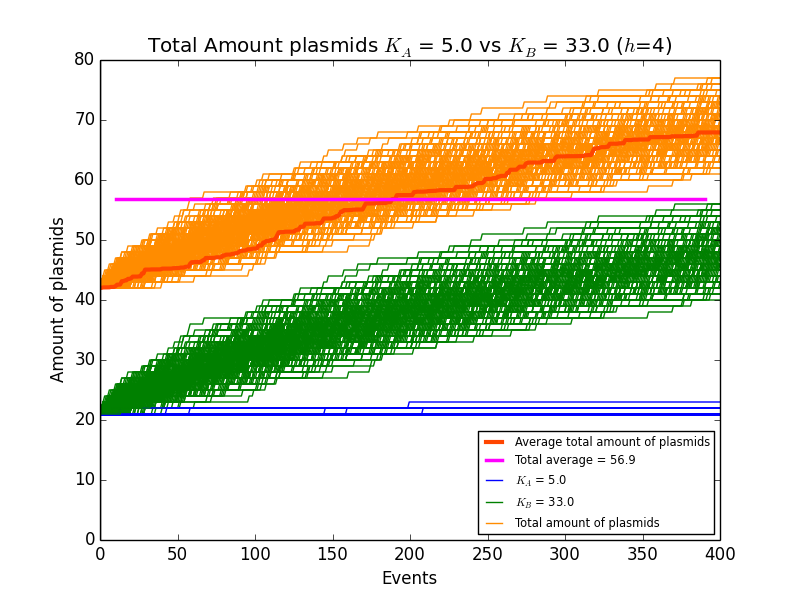 Total Amount plasmids K_A = 5.0 vs K_B = 33.0 (h=4)
80
70
60
50
40
30
20
10
0
Amount of plasmids
Average total amount of plasmids
Total average = 56.9
K_A = 5.0
K_B = 33.0
Total amount of plasmids
0 50 100 150 200 250 300 350 400
Events